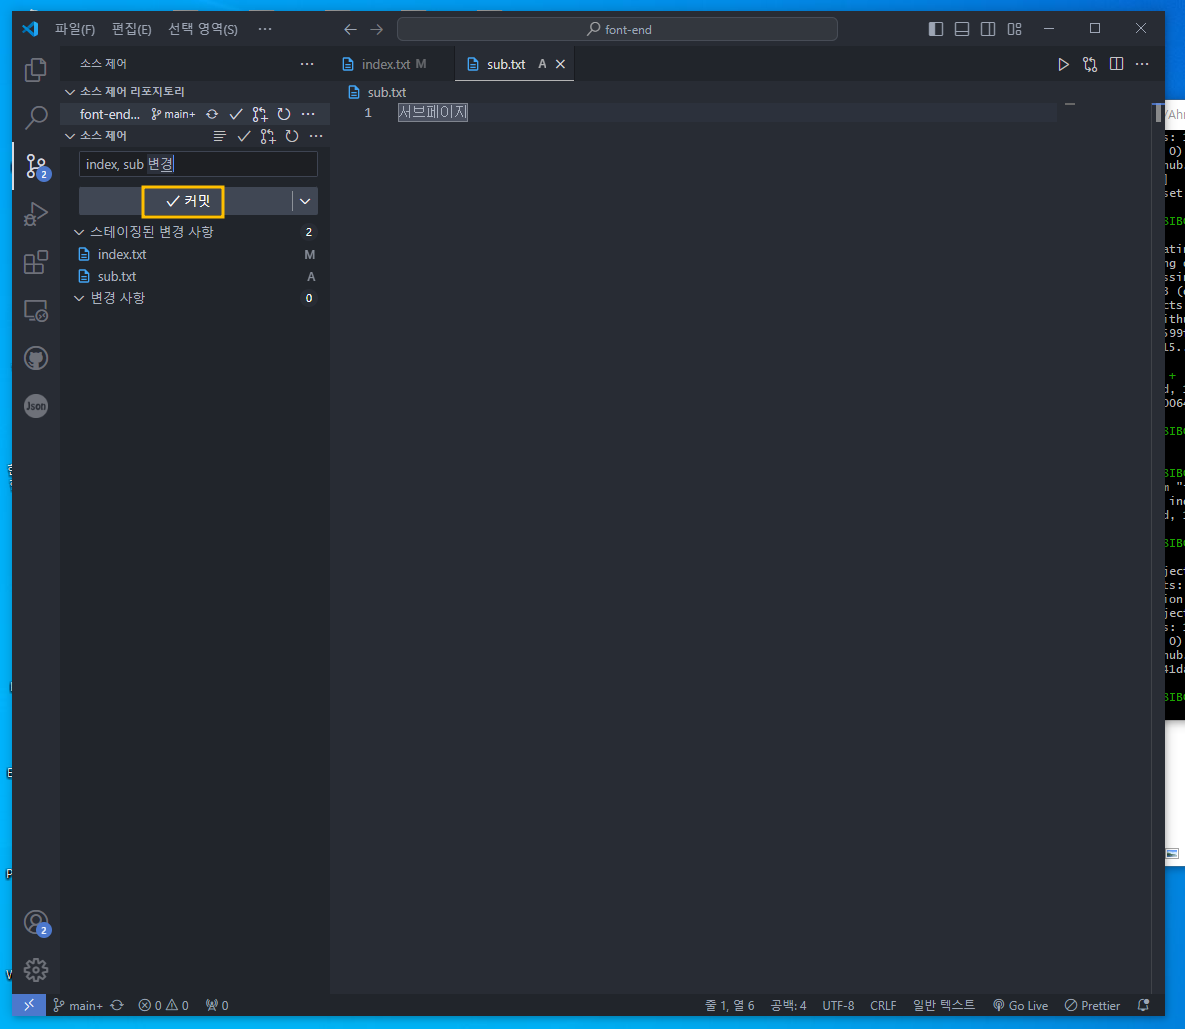 파일(F) 편집(E) 선택 영역(S) ··· font-end
소스 제어 ··· index.txt M sub.txt A
소스 제어 리포지토리 sub.txt
font-end... main+ ··· 1 서브페이지
소스 제어 ···
index, sub 변경
2
커밋
스테이징된 변경 사항 2
index.txt M
sub.txt A
변경 사항 0
Json
2
main+ 0 0 0 줄 1, 열 6 공백: 4 UTF-8 CRLF 일반 텍스트 Go Live Prettier